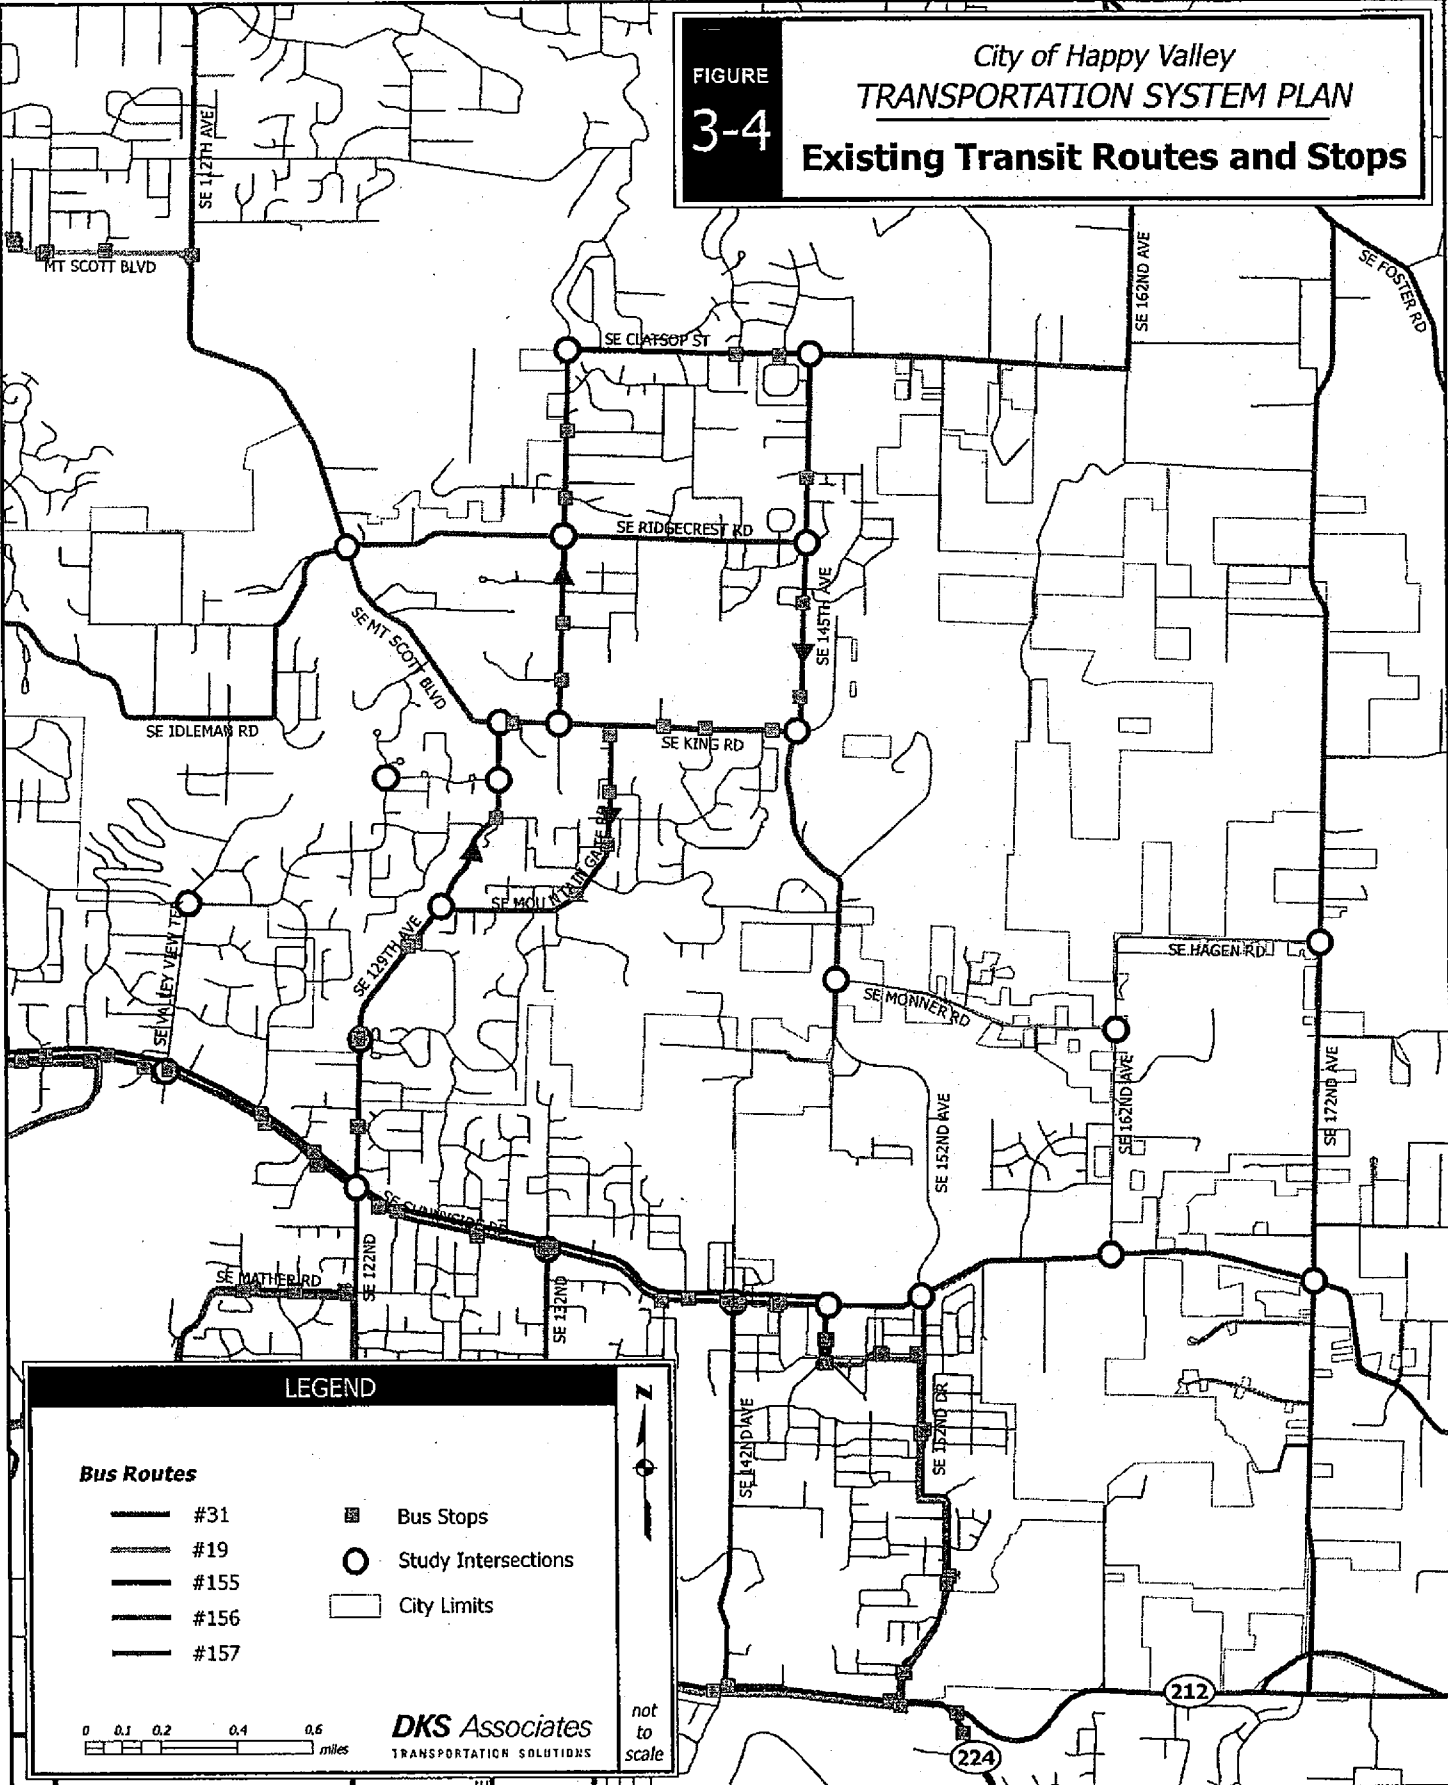 FIGURE
3-4
City of Happy Valley
TRANSPORTATION SYSTEM PLAN
Existing Transit Routes and Stops
SE 112TH AVE
MT SCOTT BLVD
SE 162ND AVE
SE FOSTER RD
SE CLATSOP ST
SE RIDGECREST RD
SE 145TH AVE
SE MT SCOTT BLVD
SE IDLEMAN RD
SE KING RD
SE MOUNTAIN GATE RD
SE 129TH AVE
SE VALLEY VIEW TE
SE HAGEN RD
SE MONNER RD
SE 162ND AVE
SE 172ND AVE
SE 152ND AVE
SE SUNNYSIDE RD
SE 122ND
SE MATHER RD
SE 132ND
SE 142ND AVE
SE 152ND DR
212
224
LEGEND
Bus Routes
#31
#19
#155
#156
#157
Bus Stops
Study Intersections
City Limits
0 0.1 0.2 0.4 0.6
miles
DKS Associates
TRANSPORTATION SOLUTIONS
N
not
to
scale